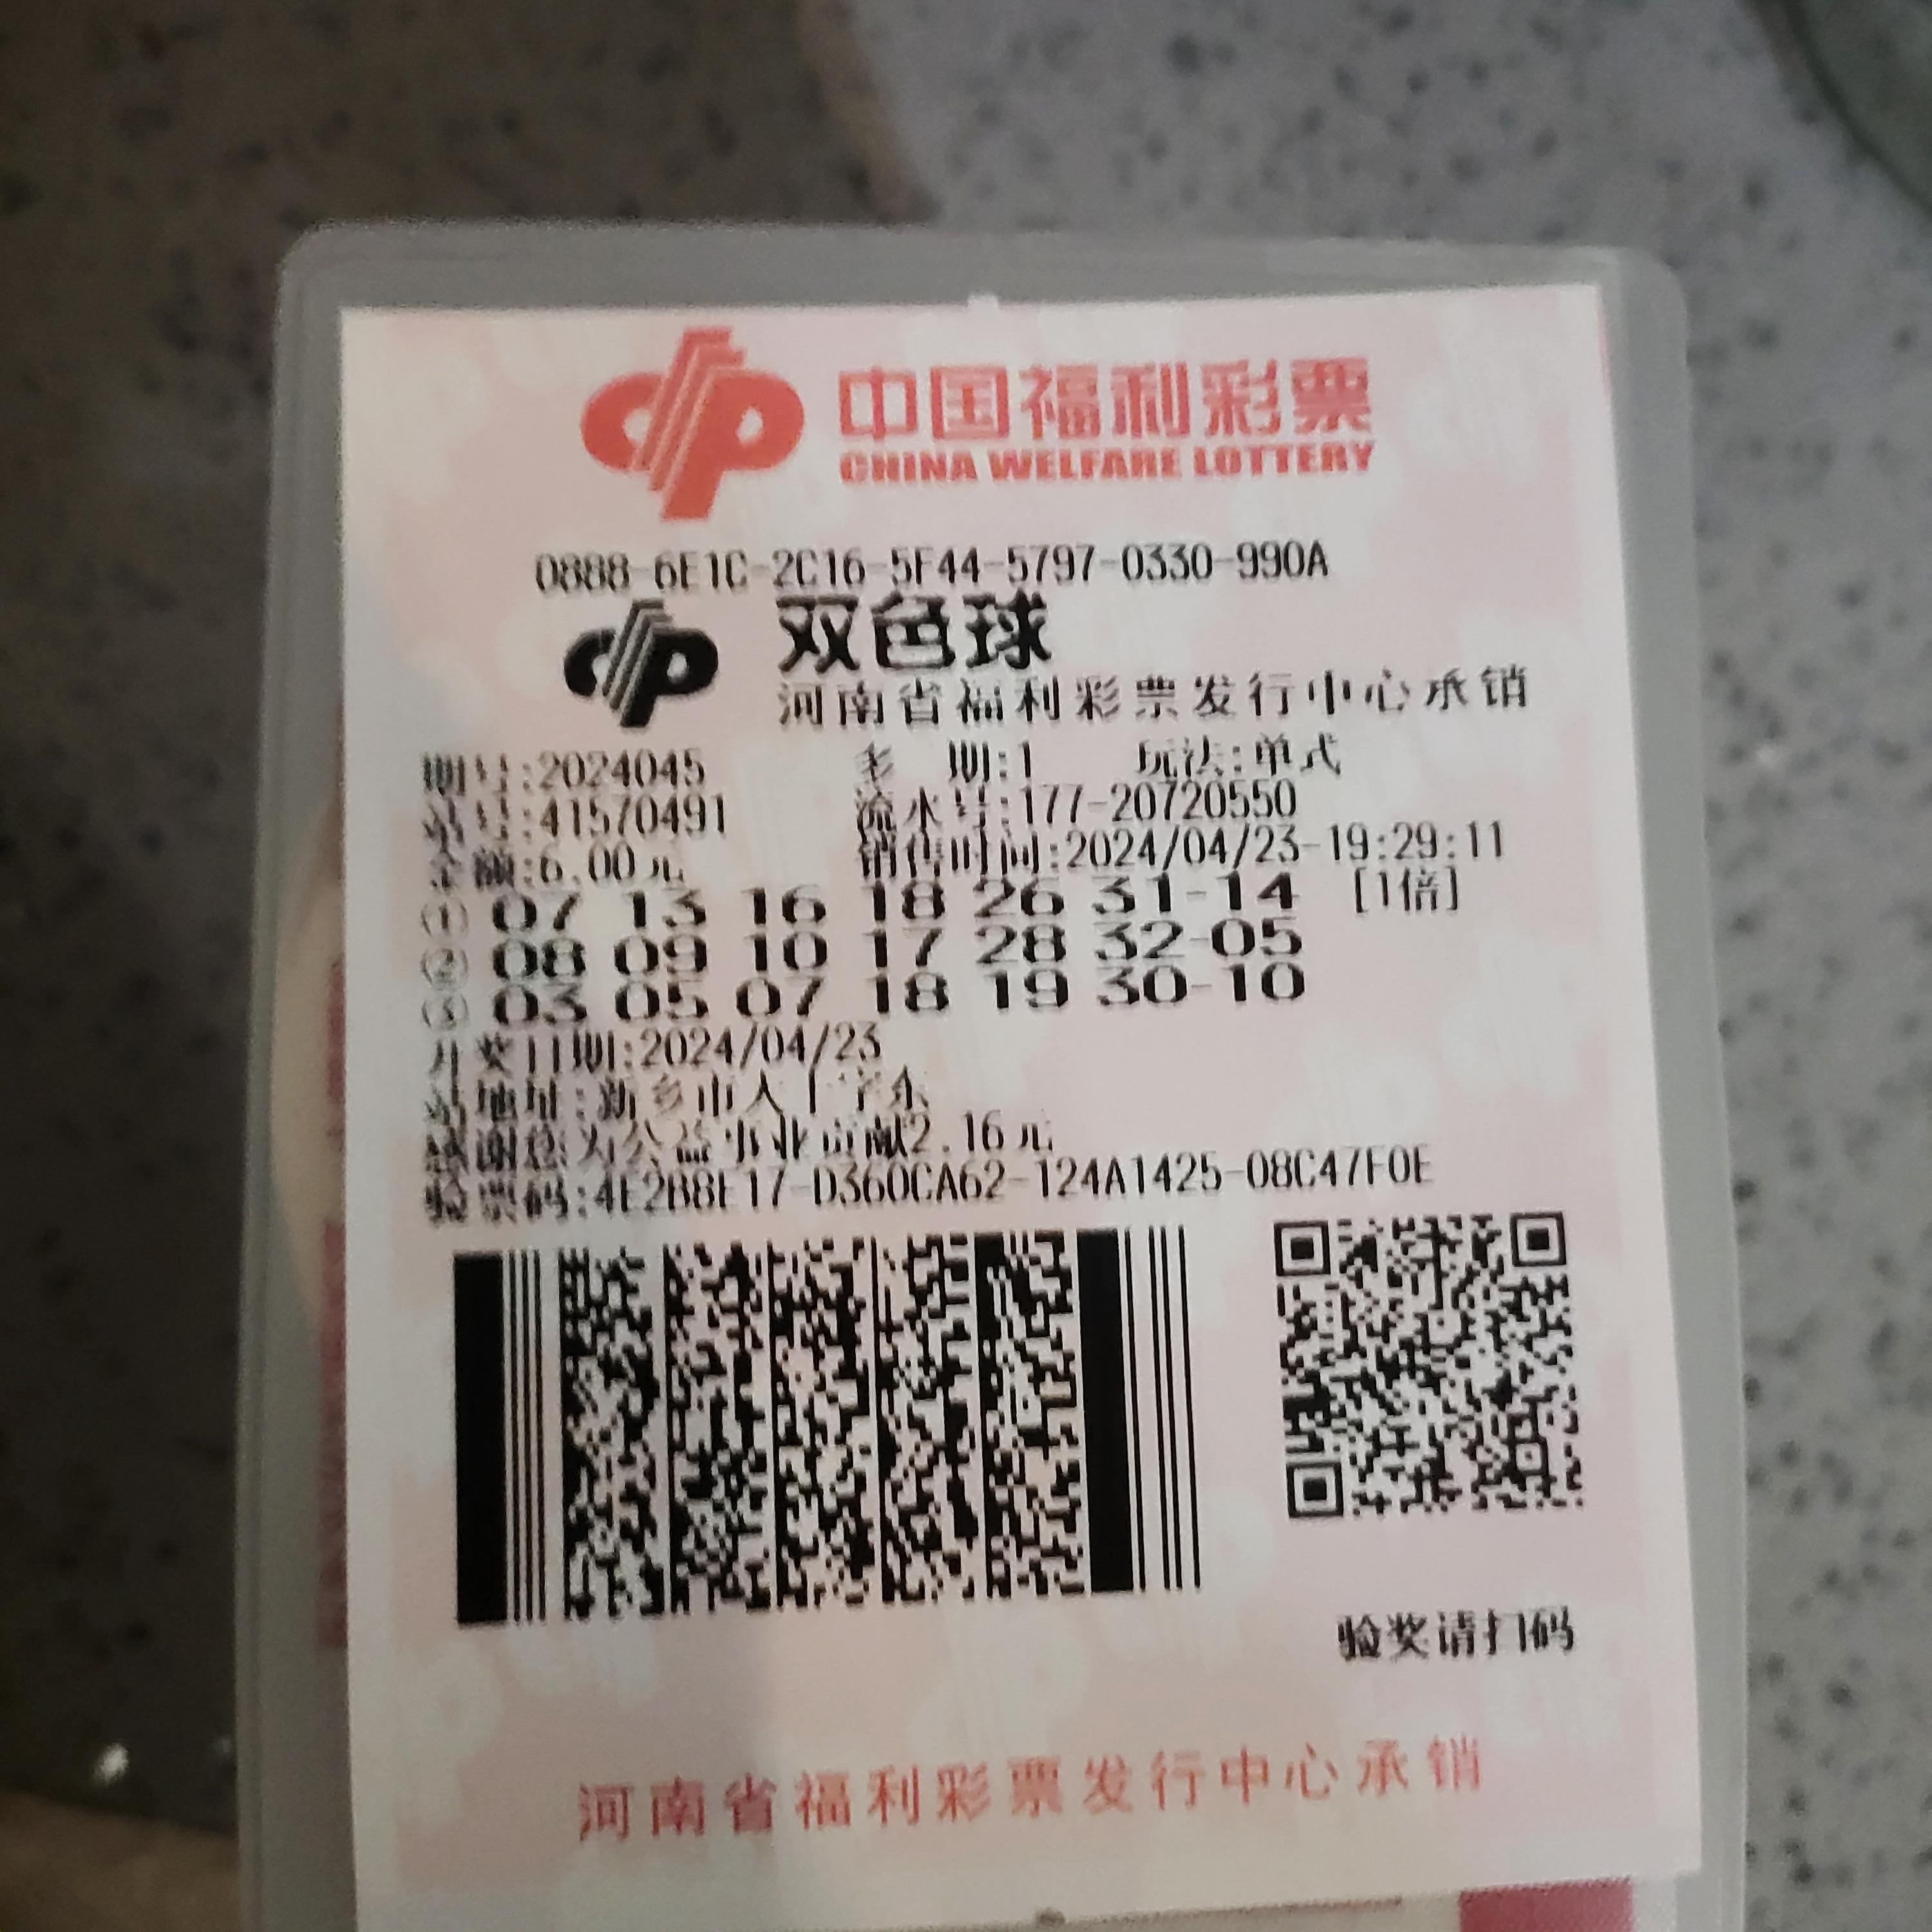 中国福利彩票
CHINA WELFARE LOTTERY
0888-6E1C-2C16-5F44-5797-0330-990A
双色球
河南省福利彩票发行中心承销
期号:2024045 多 期:1 玩法:单式
站号:41570491 流水号:177-20720550
金额:6.00元 销售时间:2024/04/23-19:29:11
① 07 13 16 18 26 31-14 [1倍]
② 08 09 10 17 28 32-05
③ 03 05 07 18 19 30-10
开奖日期:2024/04/23
站地址:新乡市大十字东
感谢您为公益事业贡献2.16元
验票码:4E2B8E17-D360CA62-124A1425-08C47F0E
验奖请扫码
河南省福利彩票发行中心承销